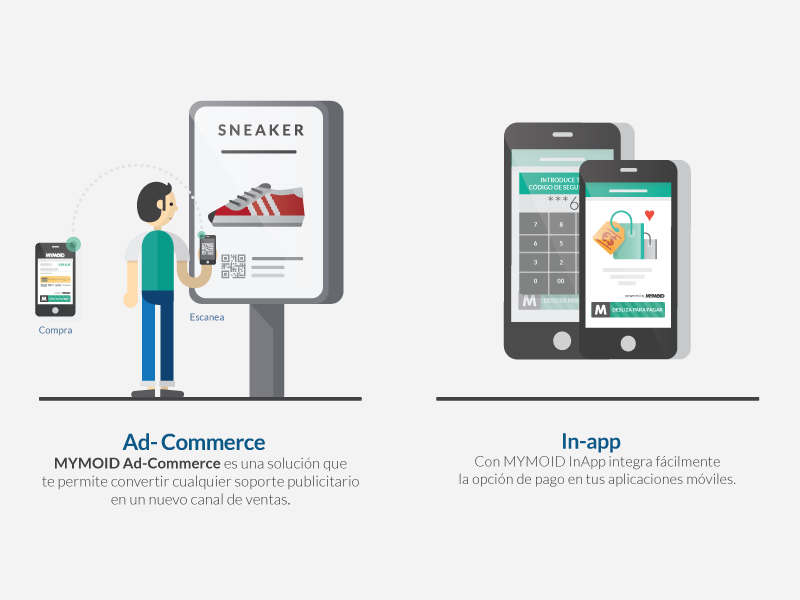 SNEAKER
MYMOID
Compra
Escanea
INTRODUCE T
CÓDIGO DE SEGU
***6
7 8
6 5
3 2
0 00
M DESLIZA PARA
powered by MYMOID
M DESLIZA PARA PAGAR
Ad- Commerce
MYMOID Ad-Commerce es una solución que
te permite convertir cualquier soporte publicitario
en un nuevo canal de ventas.
In-app
Con MYMOID InApp integra fácilmente
la opción de pago en tus aplicaciones móviles.